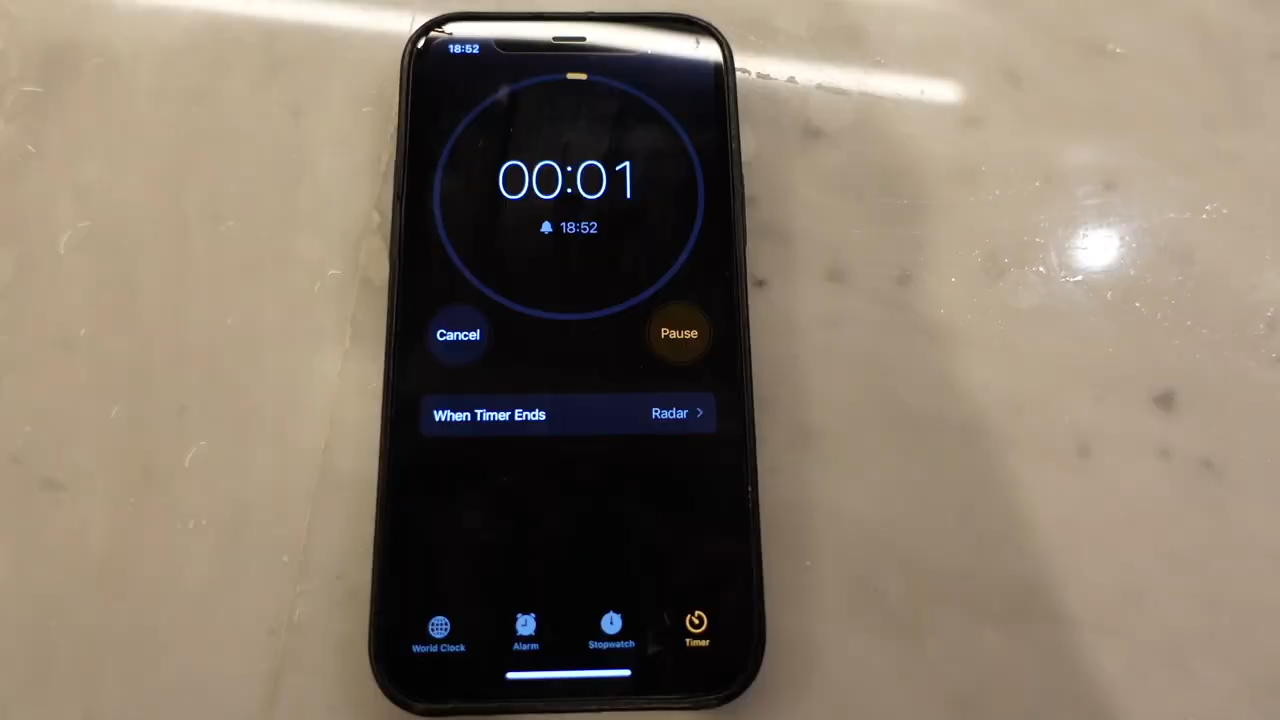 18:52
00:01
18:52
Cancel
Pause
When Timer Ends Radar
World Clock Alarm Stopwatch Timer